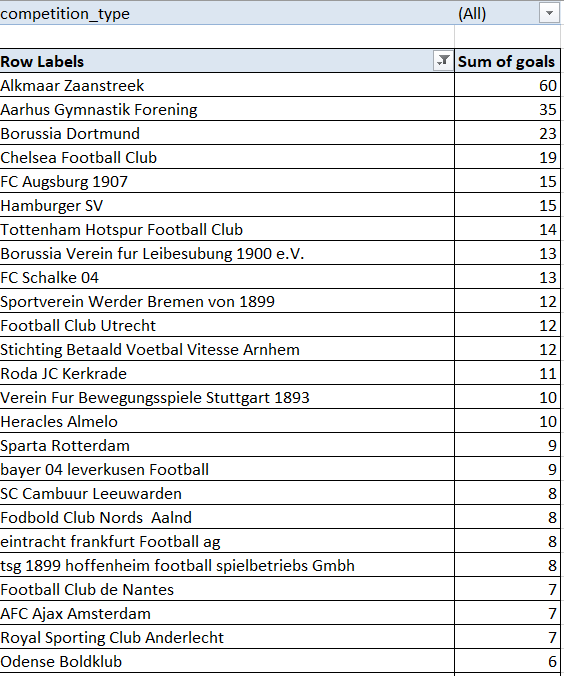 competition_type (All)
Row Labels Sum of goals
Alkmaar Zaanstreek 60
Aarhus Gymnastik Forening 35
Borussia Dortmund 23
Chelsea Football Club 19
FC Augsburg 1907 15
Hamburger SV 15
Tottenham Hotspur Football Club 14
Borussia Verein fur Leibesubung 1900 e.V. 13
FC Schalke 04 13
Sportverein Werder Bremen von 1899 12
Football Club Utrecht 12
Stichting Betaald Voetbal Vitesse Arnhem 12
Roda JC Kerkrade 11
Verein Fur Bewegungsspiele Stuttgart 1893 10
Heracles Almelo 10
Sparta Rotterdam 9
bayer 04 leverkusen Football 9
SC Cambuur Leeuwarden 8
Fodbold Club Nords  Aalnd 8
eintracht frankfurt Football ag 8
tsg 1899 hoffenheim football spielbetriebs Gmbh 8
Football Club de Nantes 7
AFC Ajax Amsterdam 7
Royal Sporting Club Anderlecht 7
Odense Boldklub 6